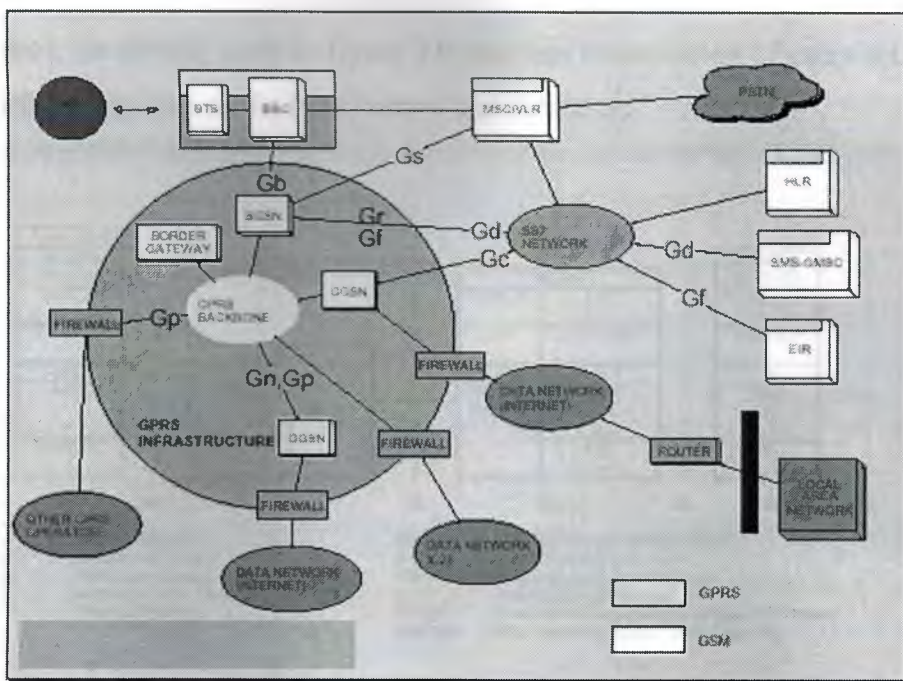 BTS
BSC
MSC/VLR
PSTN
Gs
Gb
HLR
SGSN
Gr
Gf
Gd
SS7
NETWORK
BORDER
GATEWAY
Gc
Gd
SMS-GMSC
GGSN
GPRS
BACKBONE
Gf
FIREWALL
Gp
EIR
FIREWALL
Gn,Gp
DATA NETWORK
(INTERNET)
GPRS
INFRASTRUCTURE
GGSN
FIREWALL
ROUTER
LOCAL
AREA
NETWORK
FIREWALL
OTHER GPRS
OPERATOR
DATA NETWORK
DATA NETWORK
(INTERNET)
GPRS
GSM